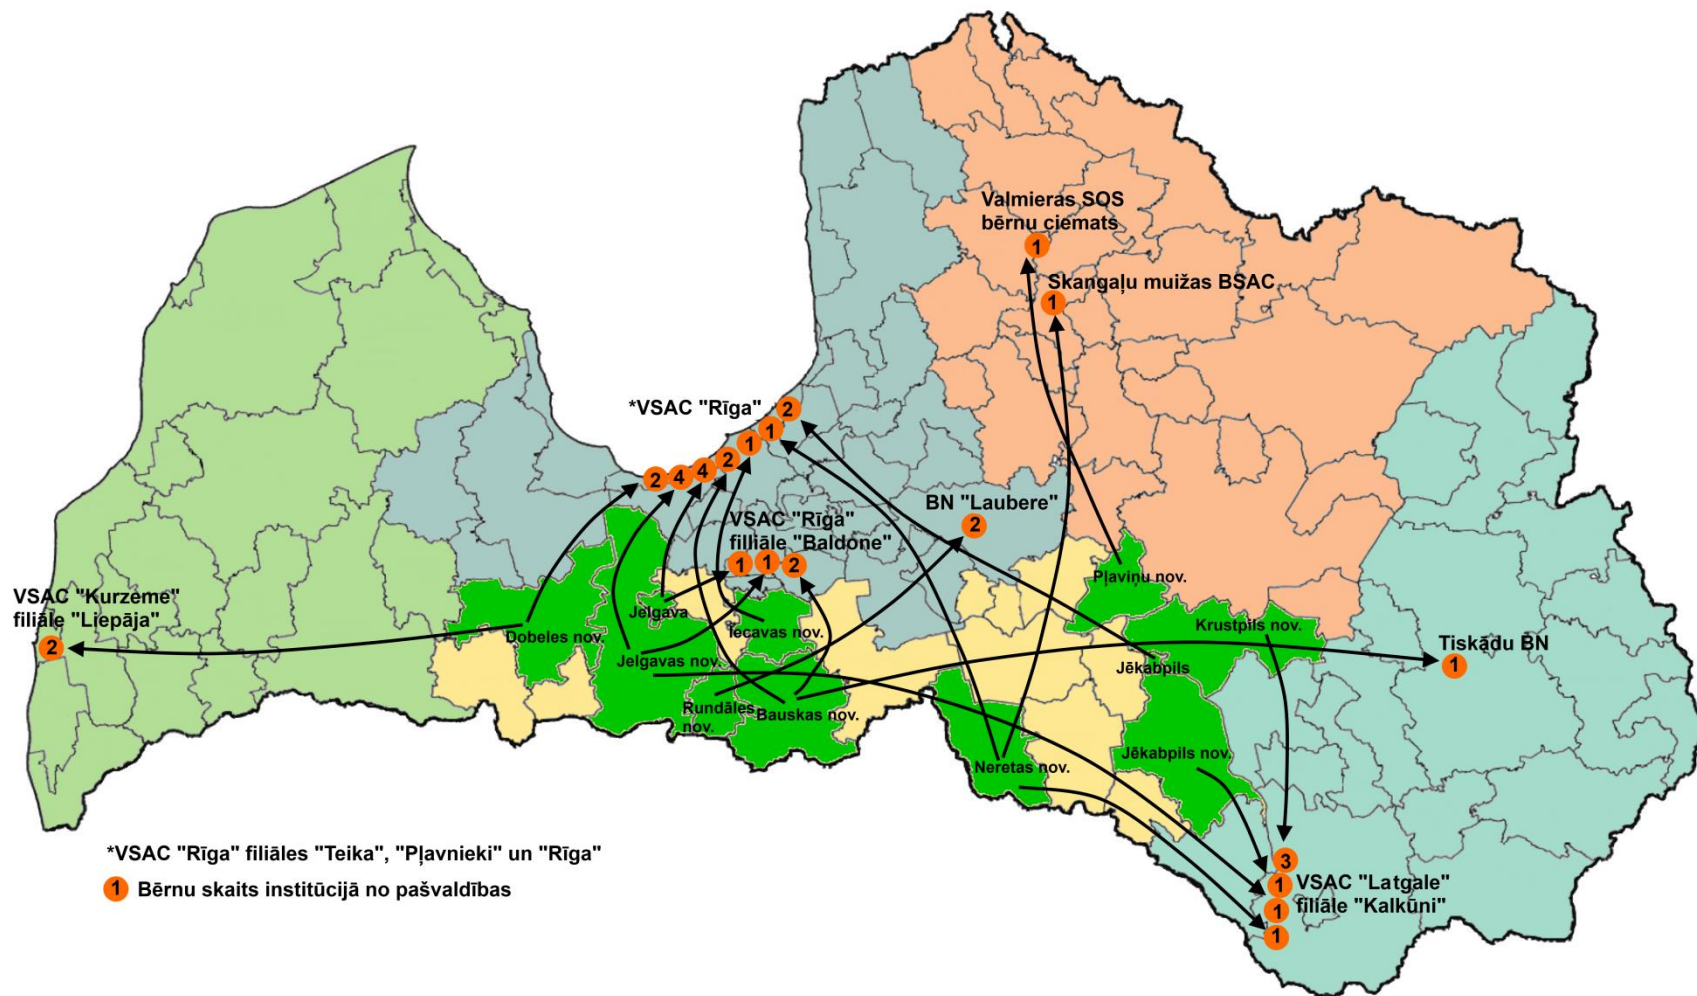 Valmieras SOS
bērnu ciemats
1
Skangaļu muižas BSAC
1
*VSAC "Rīga"
2
1
1
2
4
4
2
BN "Laubere"
2
VSAC "Rīga"
filliāle "Baldone"
1
1
2
VSAC "Kurzeme"
filiāle "Liepāja"
2
Dobeles nov.
Jelgava
Jelgavas nov.
Iecavas nov.
Rundāles
nov.
Bauskas nov.
Pļaviņu nov.
Krustpils nov.
Jēkabpils
Jēkabpils nov.
Neretas nov.
Tiskādu BN
1
3
1
1
1
VSAC "Latgale"
filiāle "Kalkūni"
*VSAC "Rīga" filiāles "Teika", "Pļavnieki" un "Rīga"
1 Bērnu skaits institūcijā no pašvaldības